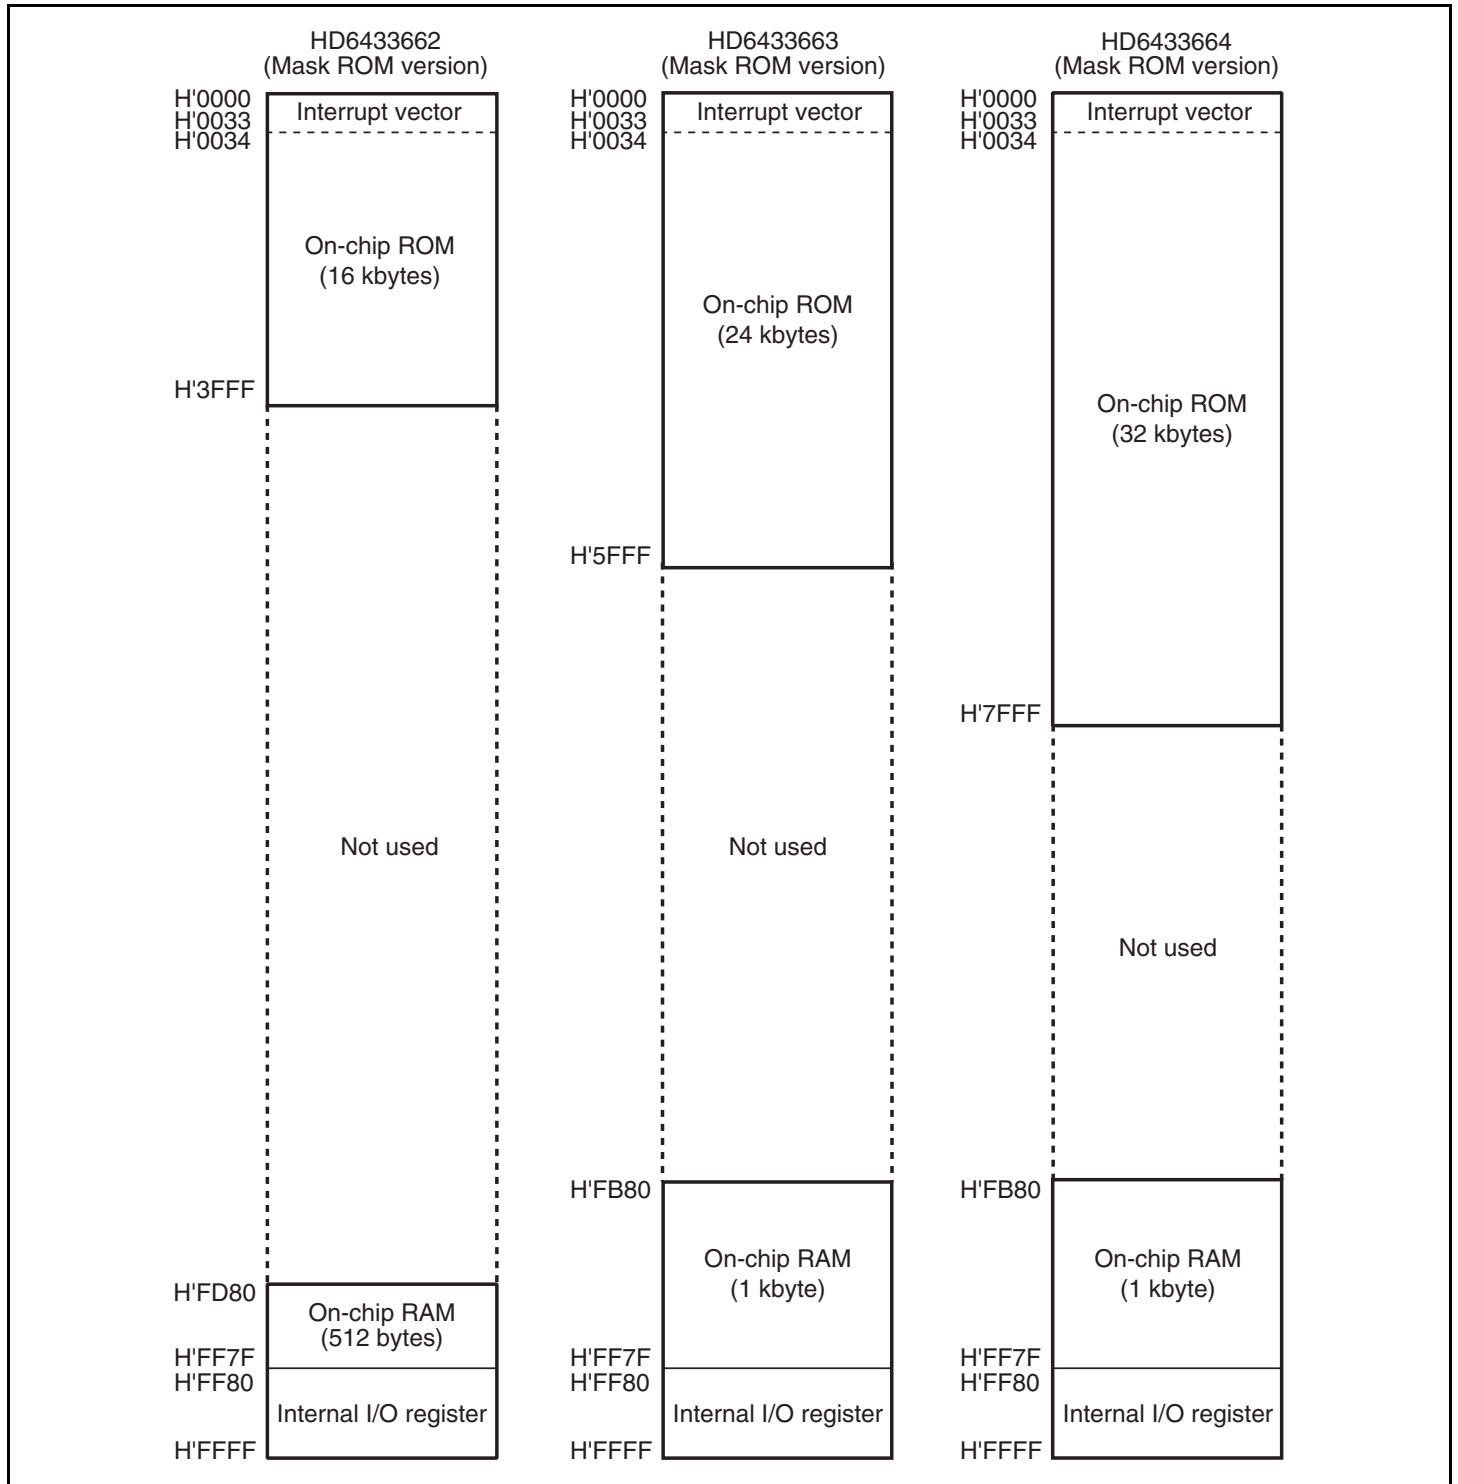 HD6433662
(Mask ROM version)
H'0000
H'0033
H'0034
Interrupt vector
On-chip ROM
(16 kbytes)
H'3FFF
Not used
H'FD80
On-chip RAM
(512 bytes)
H'FF7F
H'FF80
Internal I/O register
H'FFFF
HD6433663
(Mask ROM version)
H'0000
H'0033
H'0034
Interrupt vector
On-chip ROM
(24 kbytes)
H'5FFF
Not used
H'FB80
On-chip RAM
(1 kbyte)
H'FF7F
H'FF80
Internal I/O register
H'FFFF
HD6433664
(Mask ROM version)
H'0000
H'0033
H'0034
Interrupt vector
On-chip ROM
(32 kbytes)
H'7FFF
Not used
H'FB80
On-chip RAM
(1 kbyte)
H'FF7F
H'FF80
Internal I/O register
H'FFFF